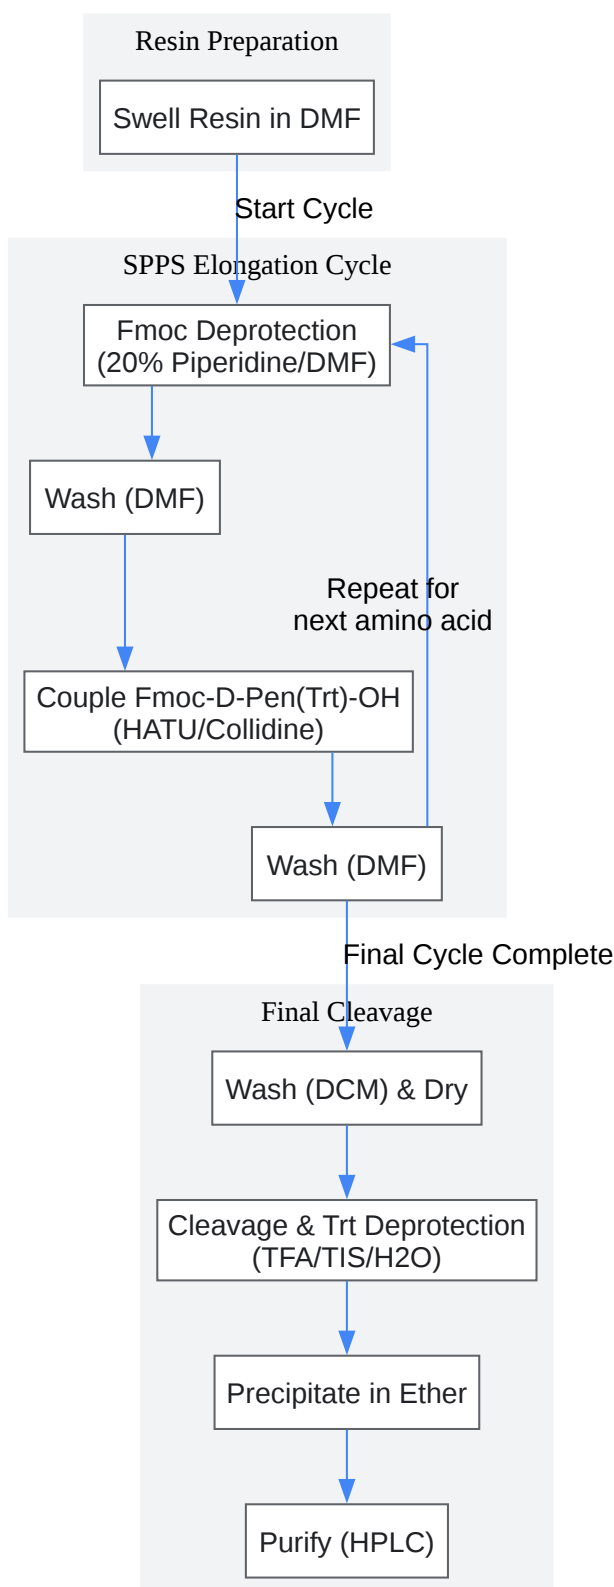 Resin Preparation
Swell Resin in DMF
Start Cycle
SPPS Elongation Cycle
Fmoc Deprotection
(20% Piperidine/DMF)
Wash (DMF)
Repeat for
next amino acid
Couple Fmoc-D-Pen(Trt)-OH
(HATU/Collidine)
Wash (DMF)
Final Cycle Complete
Final Cleavage
Wash (DCM) & Dry
Cleavage & Trt Deprotection
(TFA/TIS/H2O)
Precipitate in Ether
Purify (HPLC)